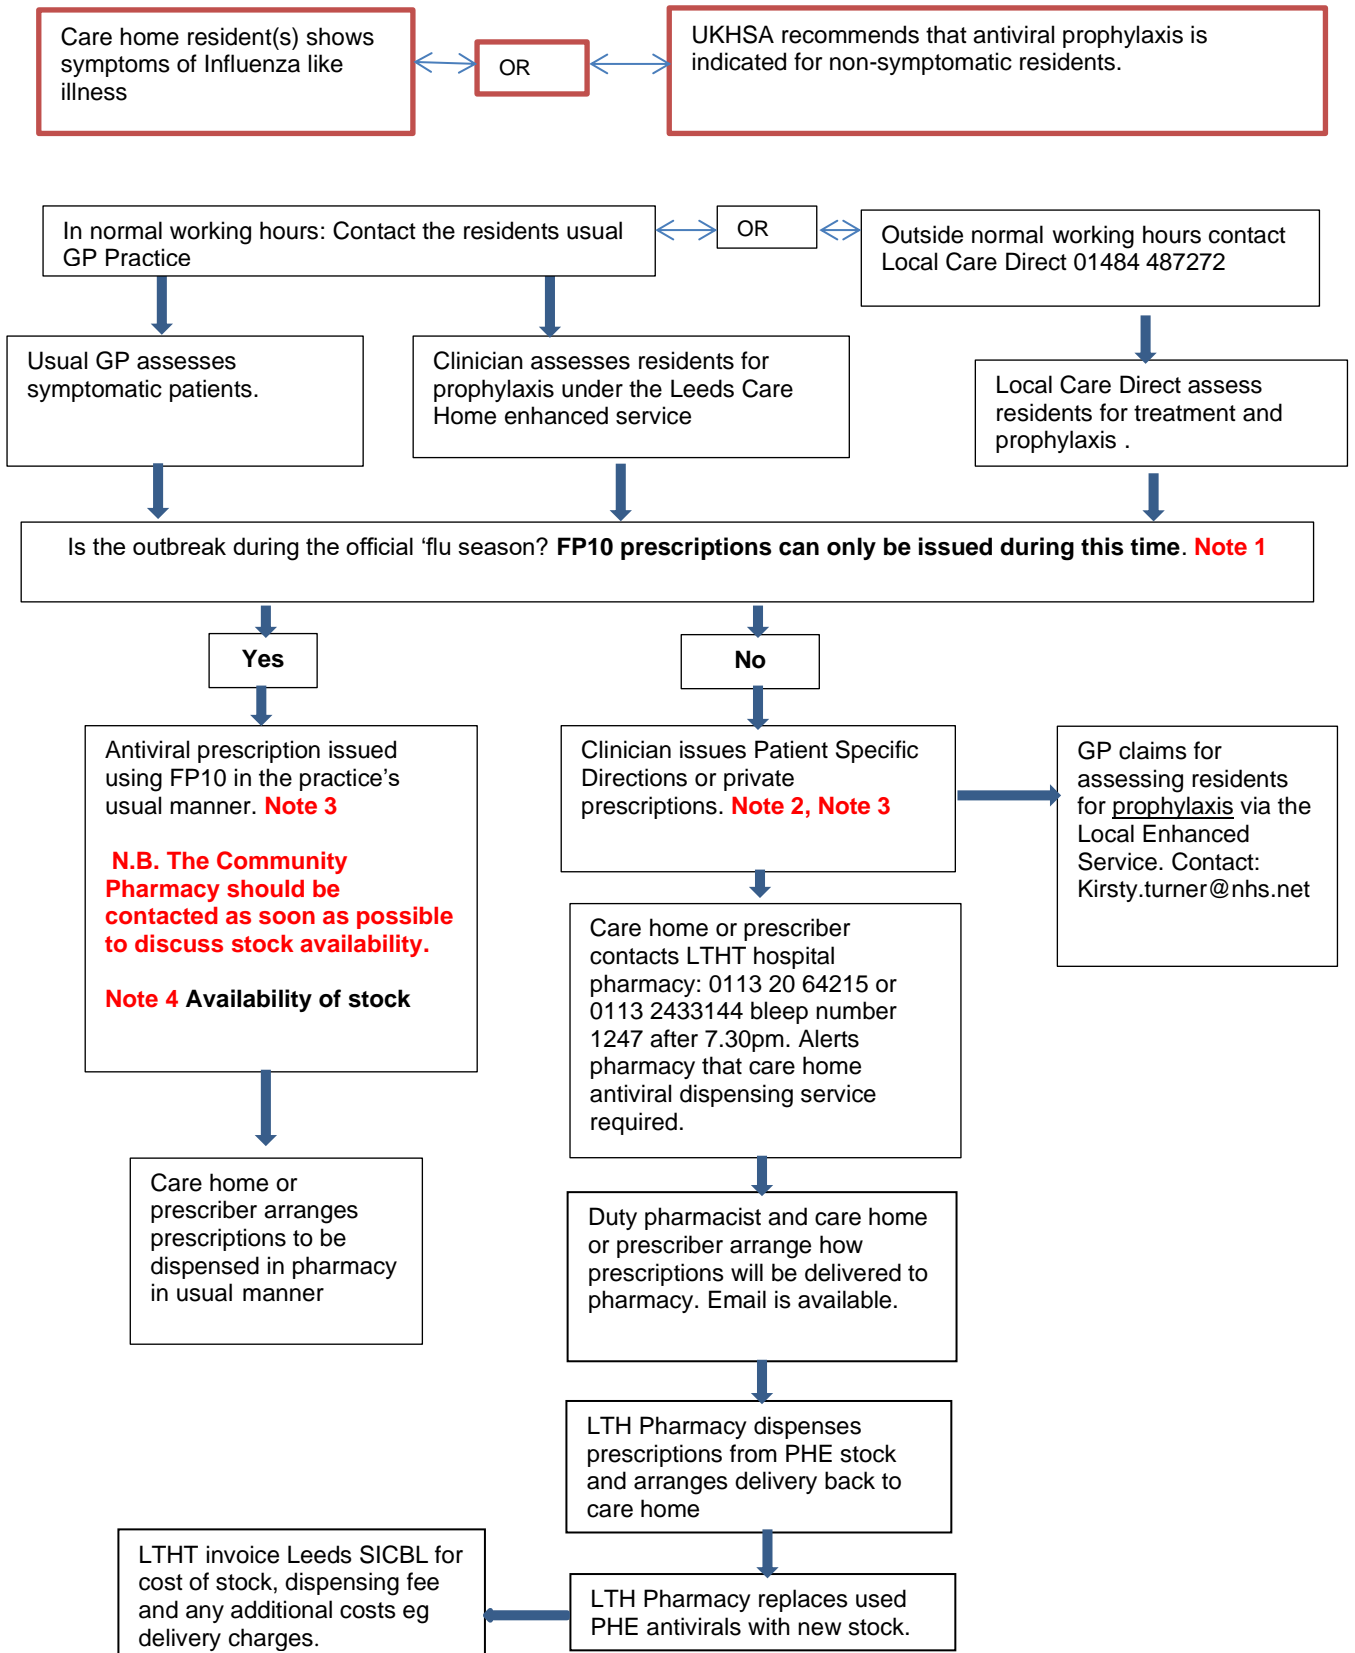 Care home resident(s) shows
symptoms of Influenza like
illness
OR
UKHSA recommends that antiviral prophylaxis is
indicated for non-symptomatic residents.
In normal working hours: Contact the residents usual
GP Practice
OR
Outside normal working hours contact
Local Care Direct 01484 487272
Usual GP assesses
symptomatic patients.
Clinician assesses residents for
prophylaxis under the Leeds Care
Home enhanced service
Local Care Direct assess
residents for treatment and
prophylaxis .
Is the outbreak during the official ‘flu season? FP10 prescriptions can only be issued during this time. Note 1
Yes
No
Antiviral prescription issued
using FP10 in the practice’s
usual manner. Note 3
N.B. The Community
Pharmacy should be
contacted as soon as possible
to discuss stock availability.
Note 4 Availability of stock
Clinician issues Patient Specific
Directions or private
prescriptions. Note 2, Note 3
GP claims for
assessing residents
for prophylaxis via the
Local Enhanced
Service. Contact:
Kirsty.turner@nhs.net
Care home or prescriber
contacts LTHT hospital
pharmacy: 0113 20 64215 or
0113 2433144 bleep number
1247 after 7.30pm. Alerts
pharmacy that care home
antiviral dispensing service
required.
Care home or
prescriber arranges
prescriptions to be
dispensed in pharmacy
in usual manner
Duty pharmacist and care home
or prescriber arrange how
prescriptions will be delivered to
pharmacy. Email is available.
LTH Pharmacy dispenses
prescriptions from PHE stock
and arranges delivery back to
care home
LTH Pharmacy replaces used
PHE antivirals with new stock.
LTHT invoice Leeds SICBL for
cost of stock, dispensing fee
and any additional costs eg
delivery charges.